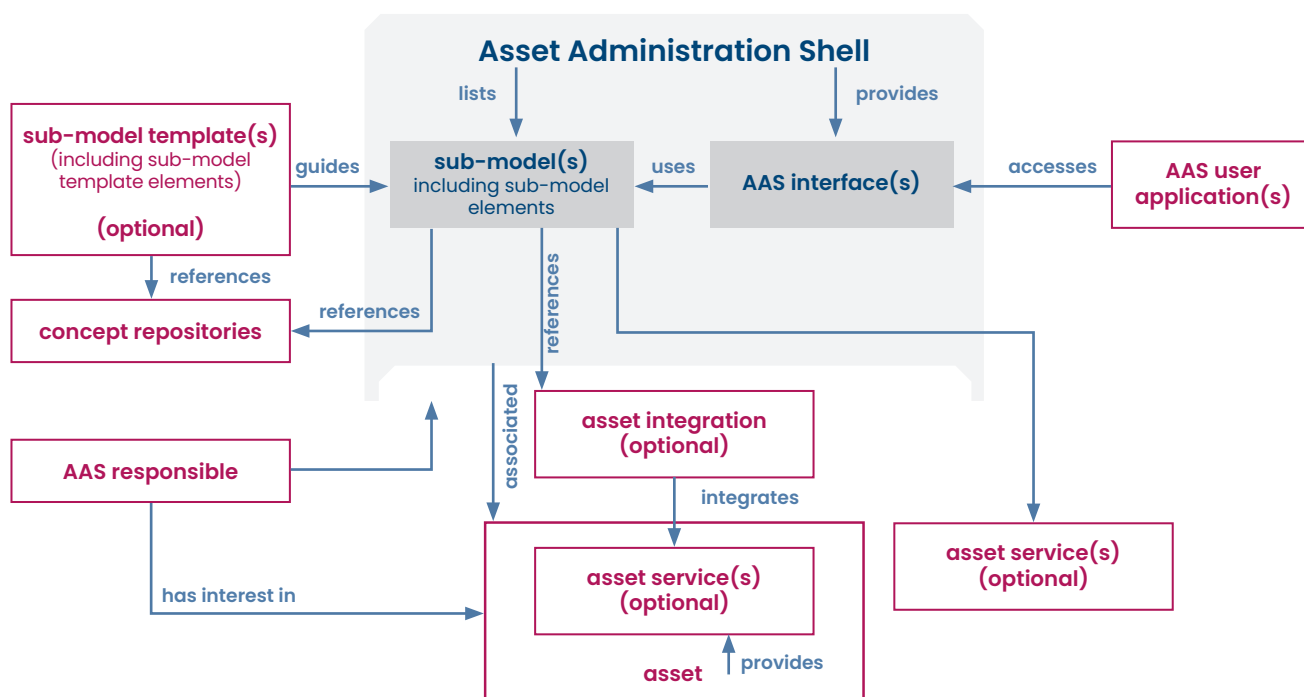 Asset Administration Shell
lists
provides
sub-model template(s)
(including sub-model
template elements)
(optional)
guides
sub-model(s)
including sub-model
elements
uses
AAS interface(s)
accesses
AAS user
application(s)
references
concept repositories
references
references
associated
asset integration
(optional)
AAS responsible
integrates
asset service(s)
(optional)
asset service(s)
(optional)
has interest in
asset
provides